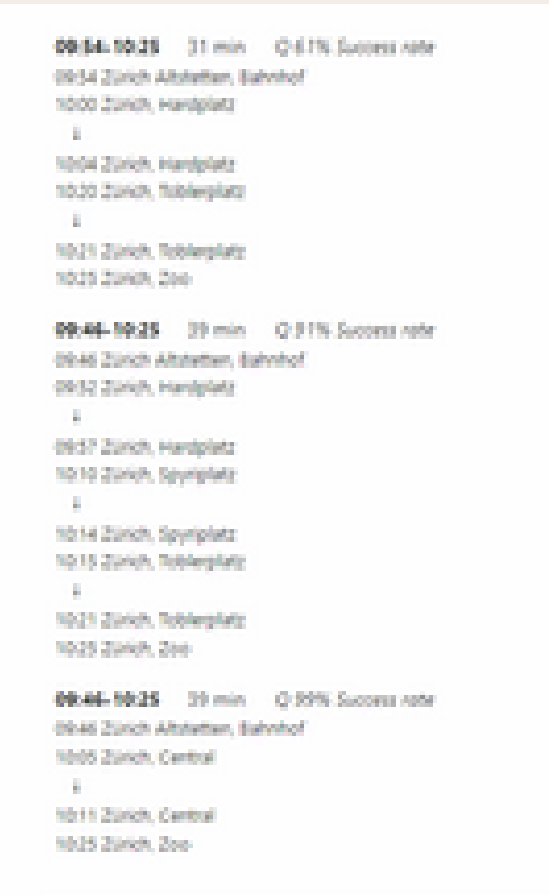 09:54-10:25 31 min 61% Success rate
09:54 Zürich Altstetten, Bahnhof
10:00 Zürich, Hardplatz
↓
10:04 Zürich, Hardplatz
10:20 Zürich, Toblerplatz
↓
10:21 Zürich, Toblerplatz
10:25 Zürich, Zoo
09:46-10:25 39 min 91% Success rate
09:46 Zürich Altstetten, Bahnhof
09:52 Zürich, Hardplatz
↓
09:57 Zürich, Hardplatz
10:10 Zürich, Spyriplatz
↓
10:14 Zürich, Spyriplatz
10:15 Zürich, Toblerplatz
↓
10:21 Zürich, Toblerplatz
10:25 Zürich, Zoo
09:46-10:25 39 min 99% Success rate
09:46 Zürich Altstetten, Bahnhof
10:05 Zürich, Central
↓
10:11 Zürich, Central
10:25 Zürich, Zoo